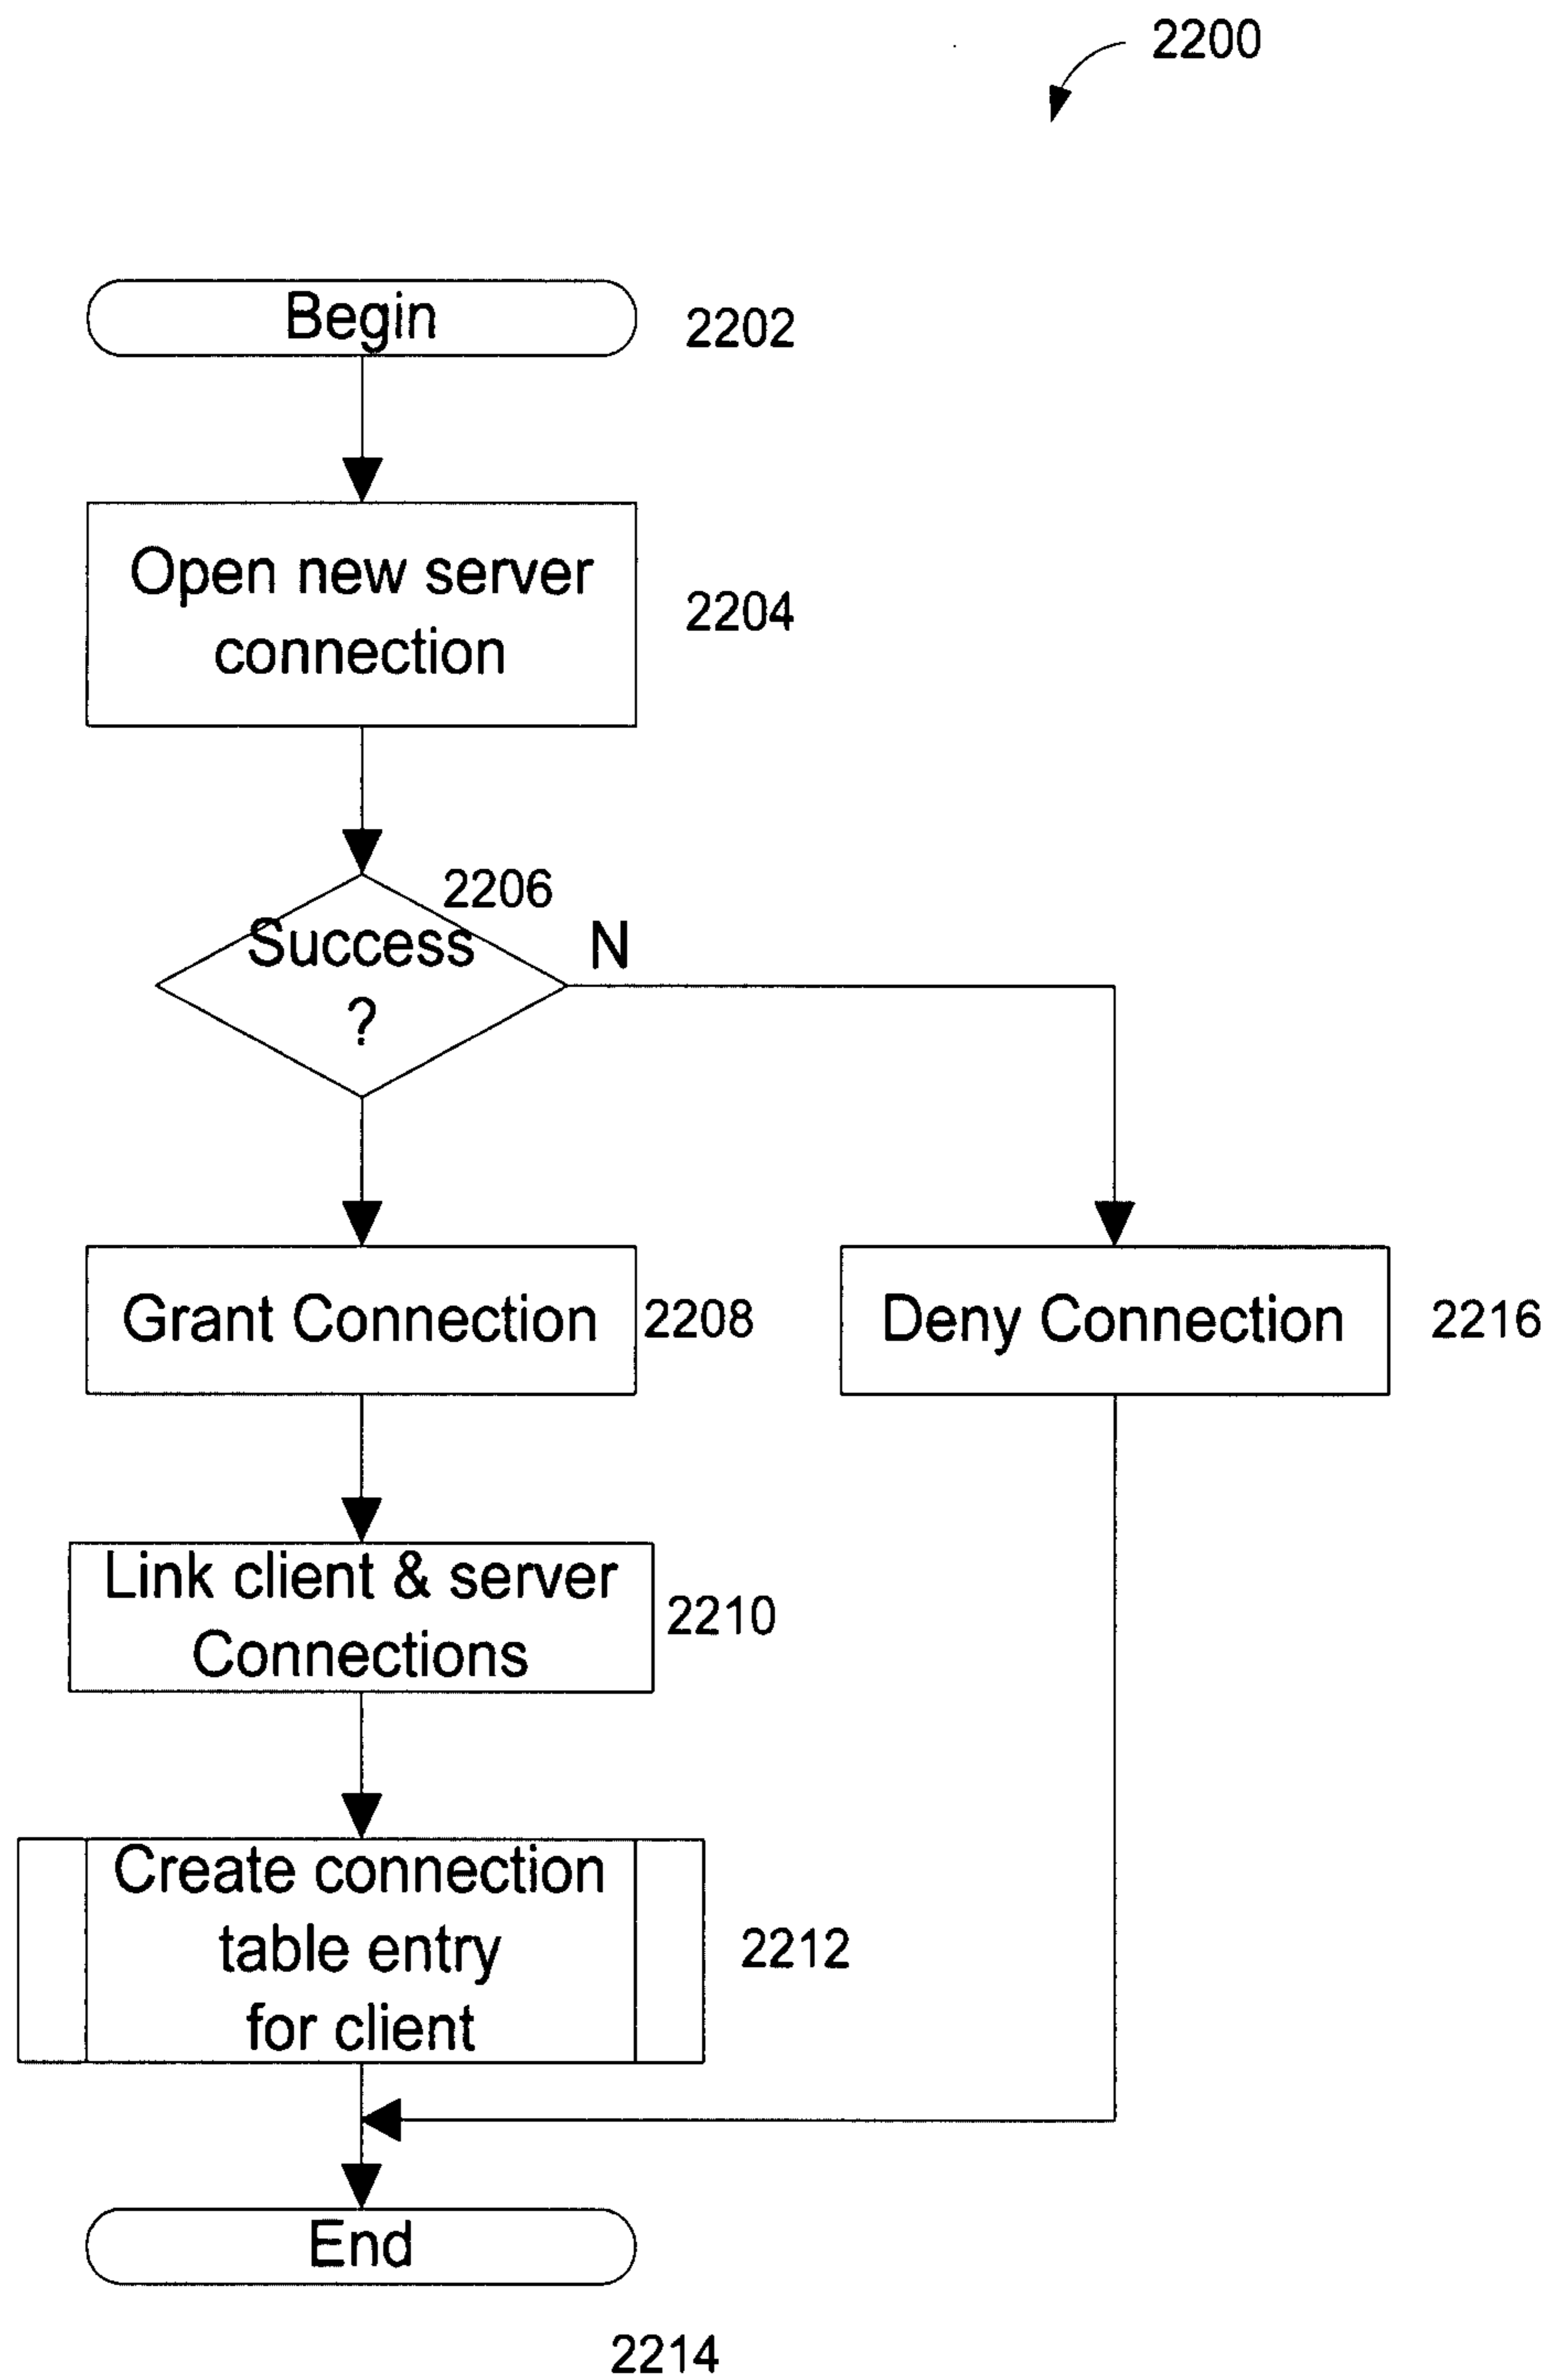 2200
Begin
2202
Open new server
connection
2204
2206
Success
?
N
Grant Connection
2208
Deny Connection
2216
Link client & server
Connections
2210
Create connection
table entry
for client
2212
End
2214